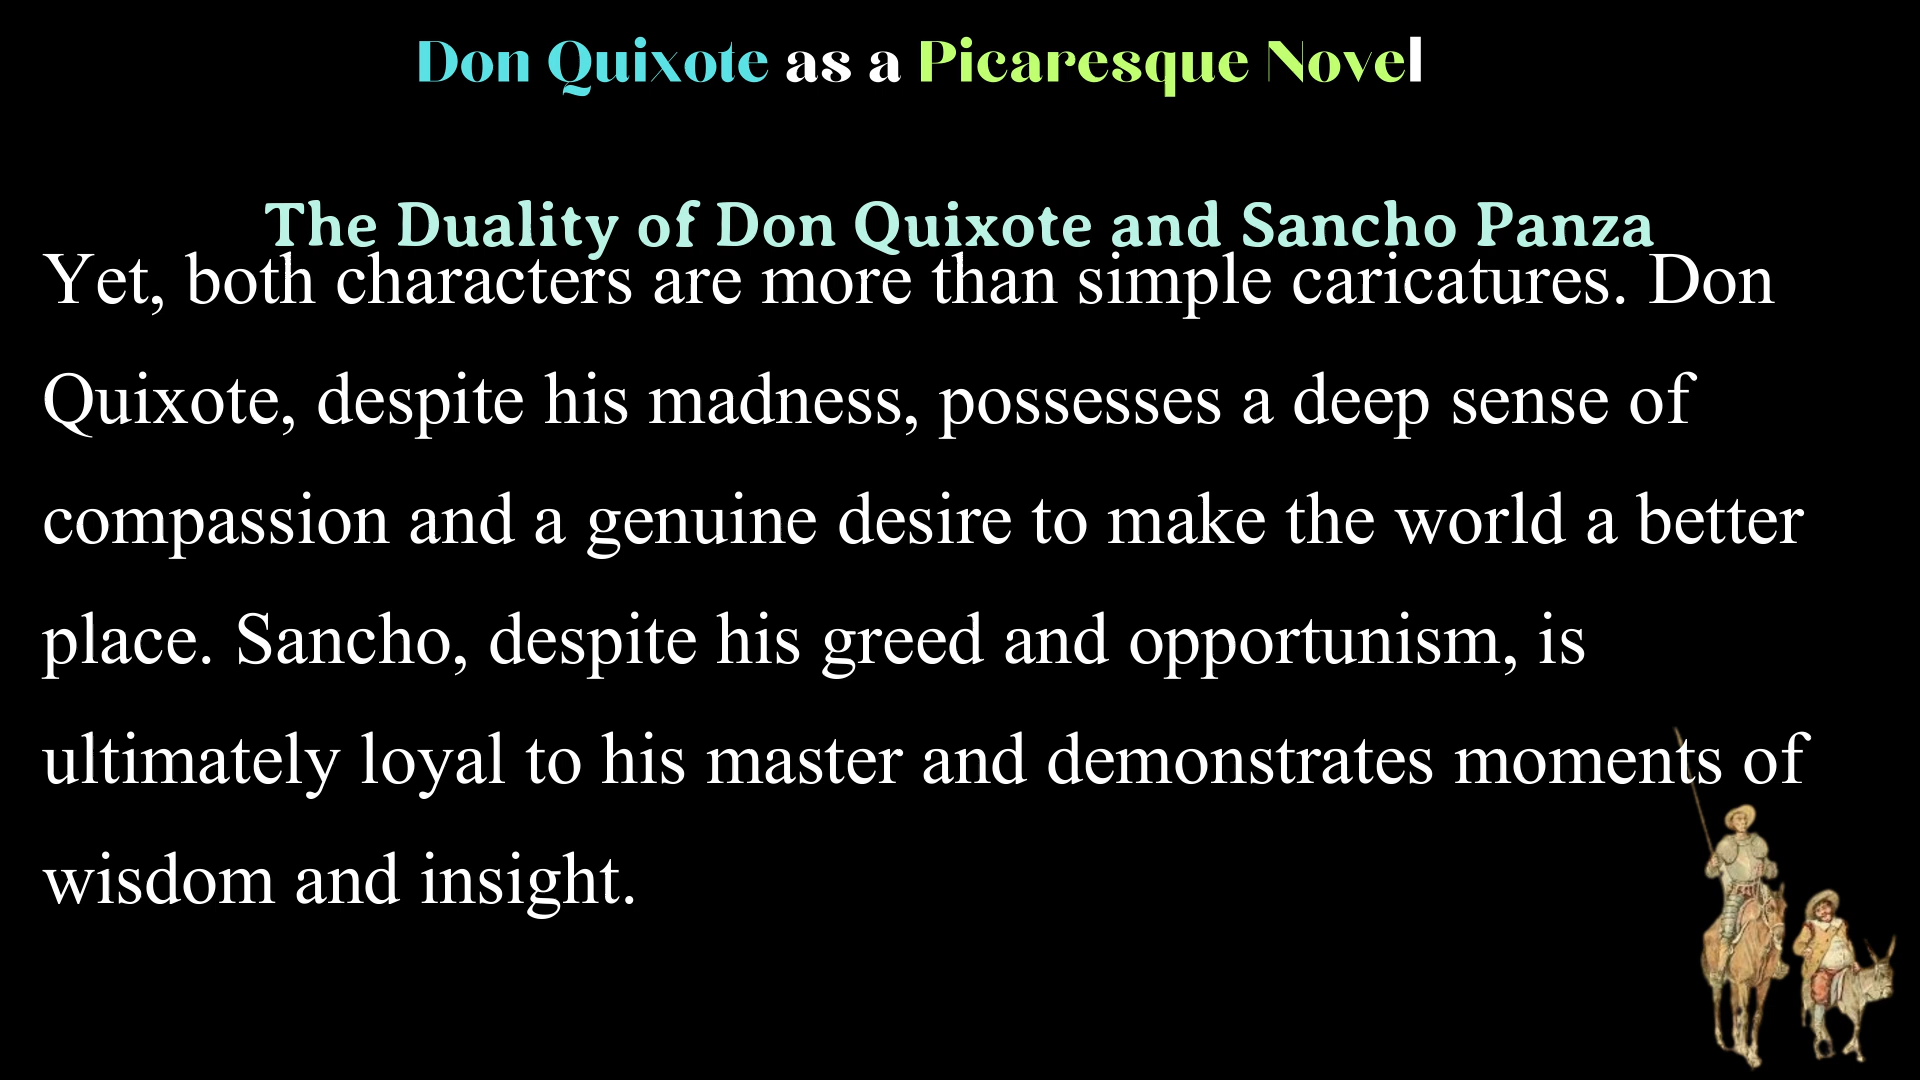 Don Quixote as a Picaresque Novel
The Duality of Don Quixote and Sancho Panza
Yet, both characters are more than simple caricatures. Don
Quixote, despite his madness, possesses a deep sense of
compassion and a genuine desire to make the world a better
place. Sancho, despite his greed and opportunism, is
ultimately loyal to his master and demonstrates moments of
wisdom and insight.